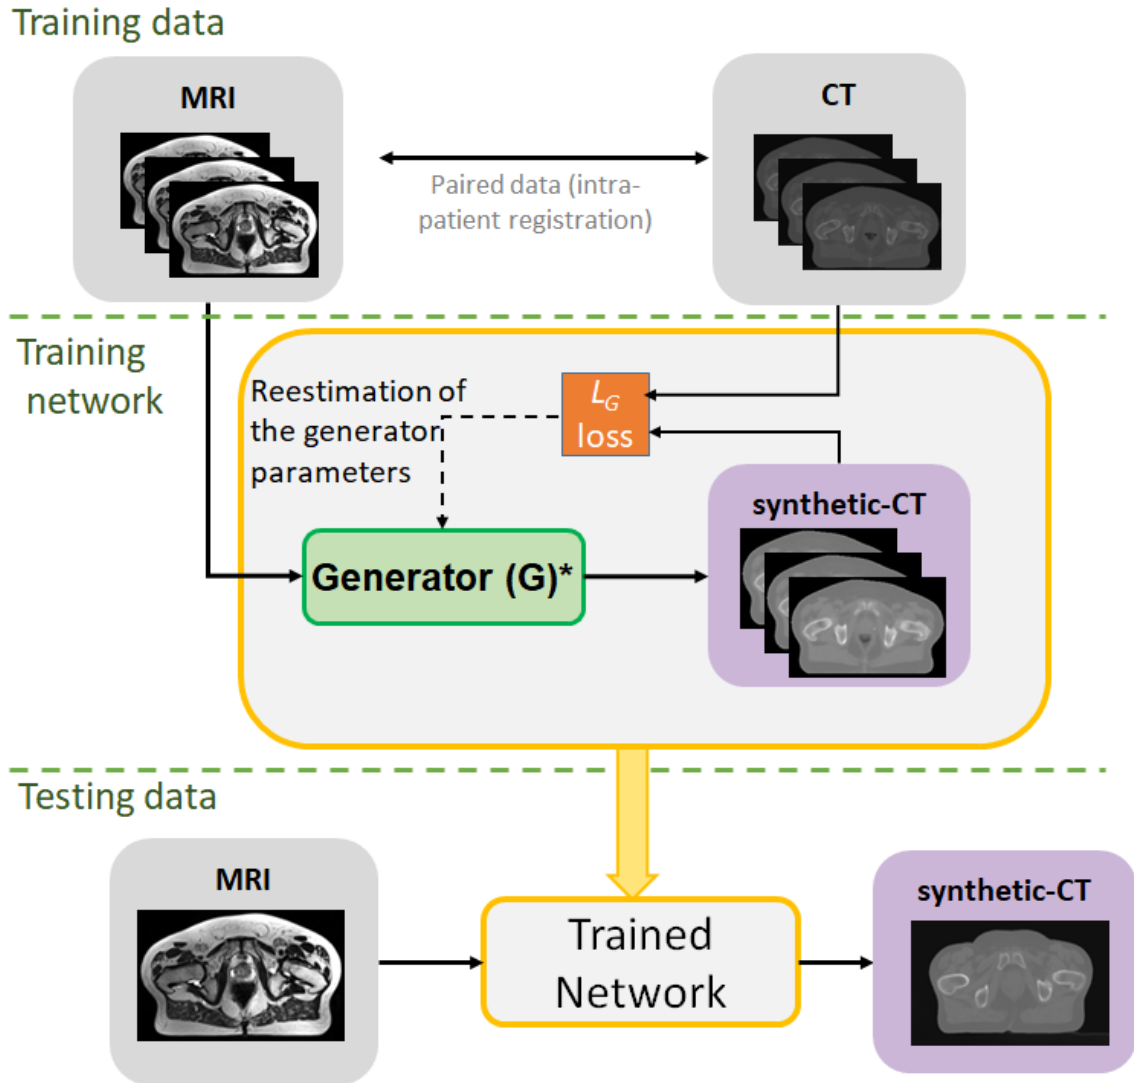 Training data
MRI
CT
Paired data (intra-
patient registration)
Training
network
Reestimation of
the generator
parameters
L_G
loss
synthetic-CT
Generator (G)*
Testing data
MRI
synthetic-CT
Trained
Network